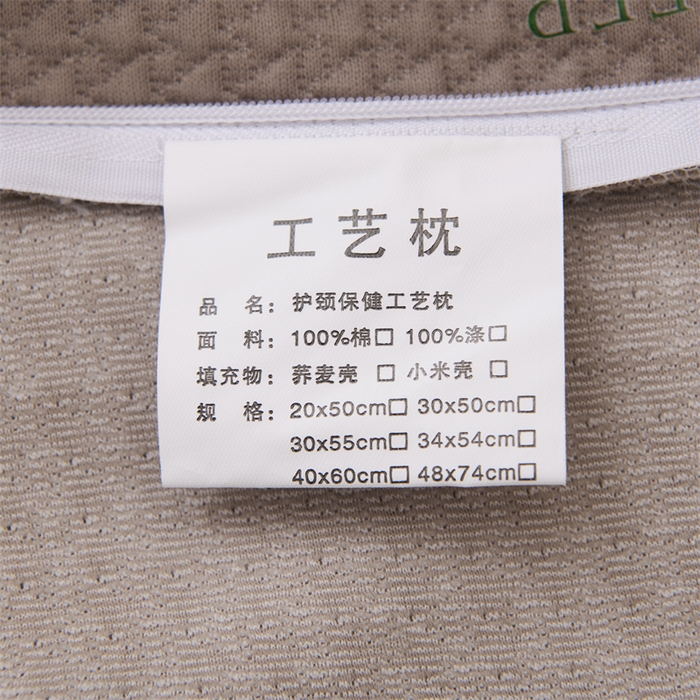 工艺枕
品 名：护颈保健工艺枕
面 料：100%棉□ 100%涤□
填充物：荞麦壳 □ 小米壳 □
规 格：20x50cm□ 30x50cm□
30x55cm□ 34x54cm□
40x60cm□ 48x74cm□